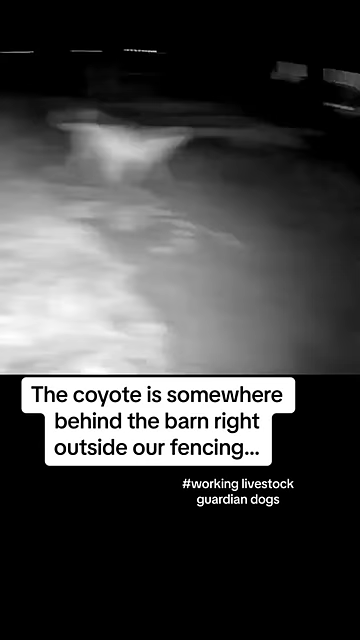 The coyote is somewhere
behind the barn right
outside our fencing...
#working livestock
guardian dogs